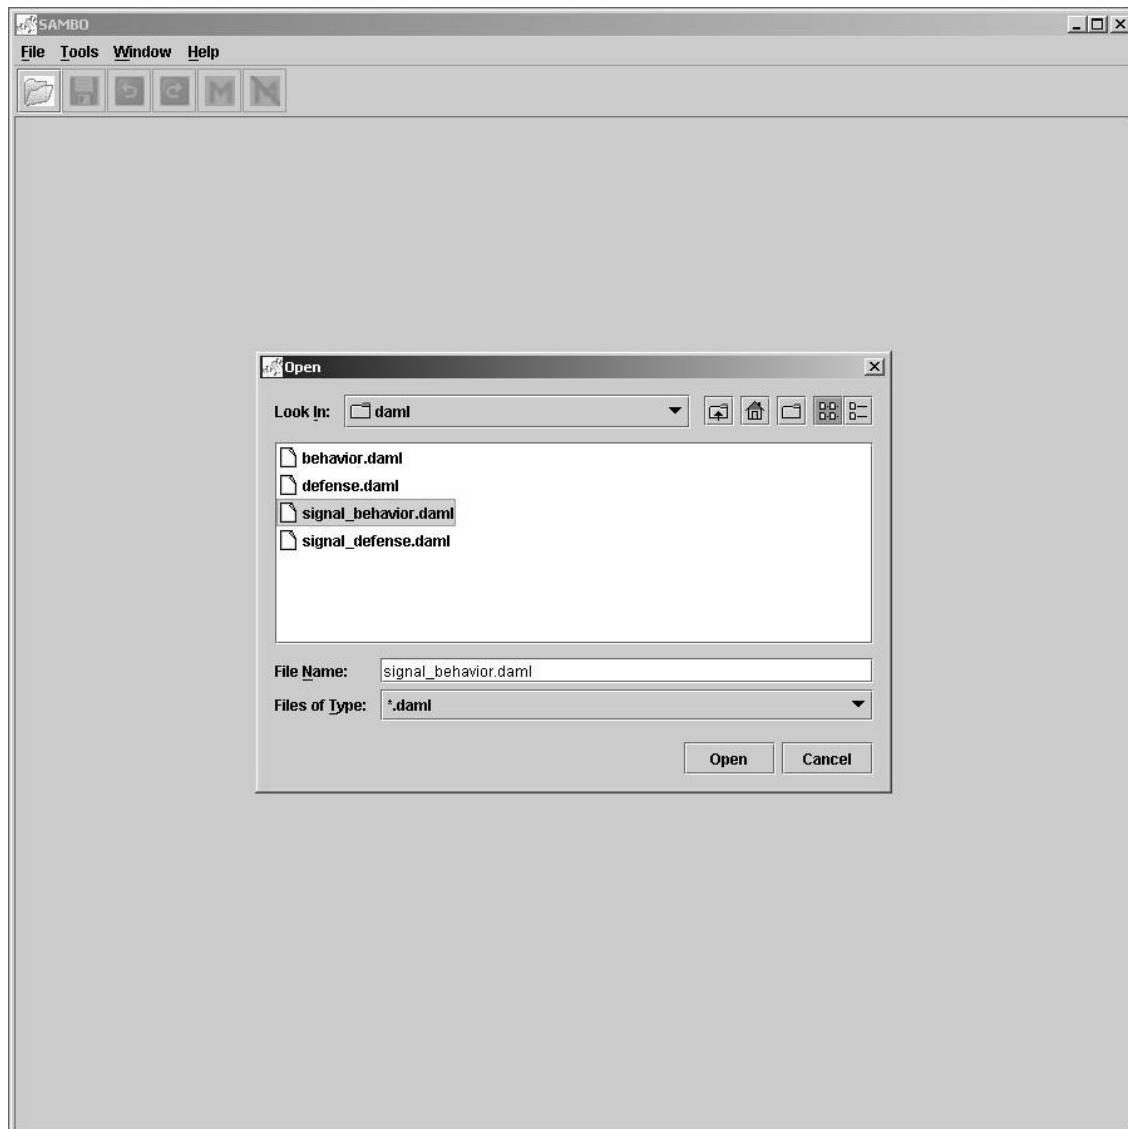 SAMBO
File Tools Window Help
M N
Open
Look In: daml
behavior.daml
defense.daml
signal_behavior.daml
signal_defense.daml
File Name: signal_behavior.daml
Files of Type: *.daml
Open Cancel